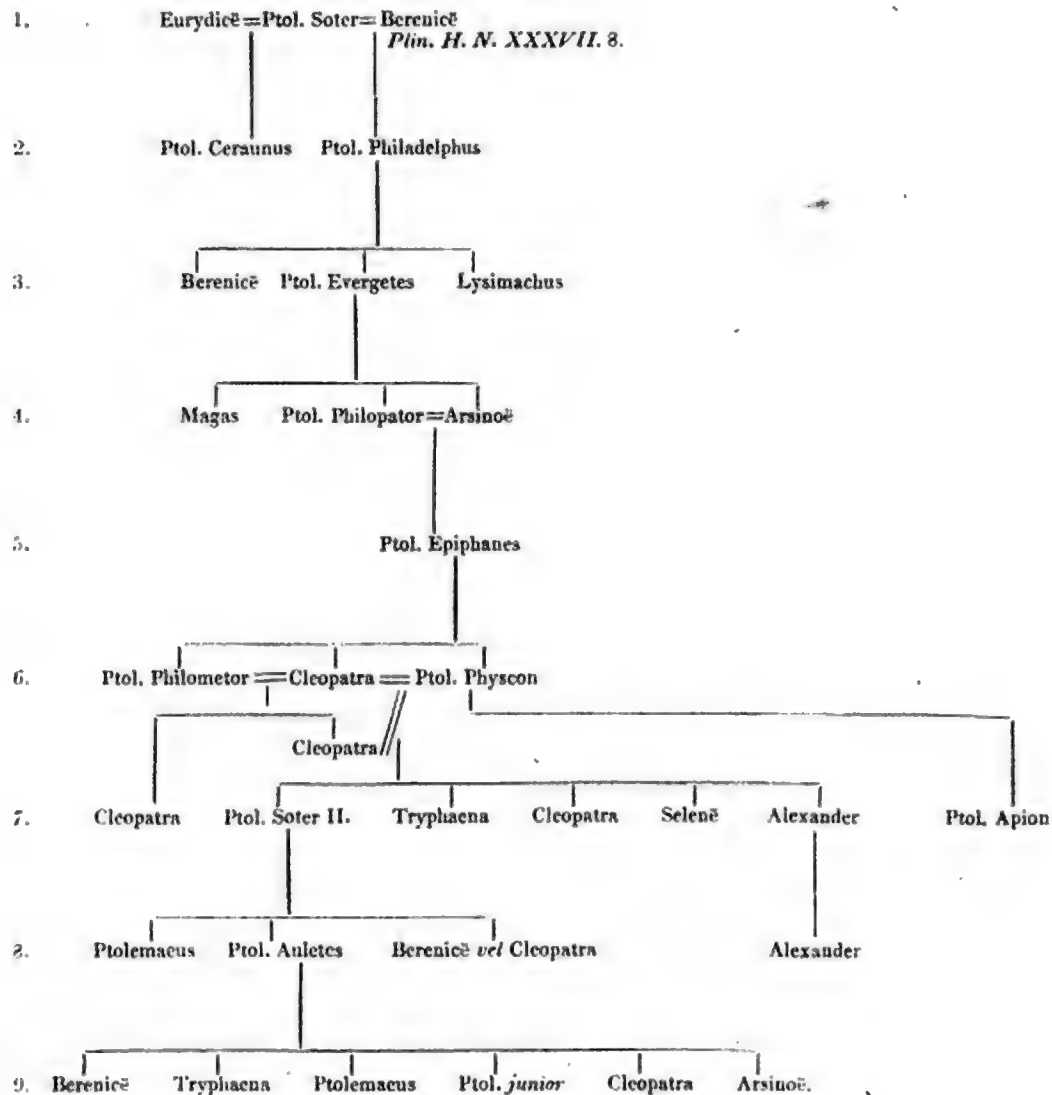 1. Eurydicē=Ptol. Soter=Berenicē
Plin. H. N. XXXVII. 8.
2. Ptol. Ceraunus Ptol. Philadelphus
3. Berenicē Ptol. Evergetes Lysimachus
4. Magas Ptol. Philopator=Arsinoë
5. Ptol. Epiphanes
6. Ptol. Philometor = Cleopatra = Ptol. Physcon
Cleopatra
7. Cleopatra Ptol. Soter II. Tryphaena Cleopatra Selenē Alexander Ptol. Apion
8. Ptolemaeus Ptol. Auletes Berenicē vel Cleopatra Alexander
9. Berenicē Tryphaena Ptolemaeus Ptol. junior Cleopatra Arsinoë.